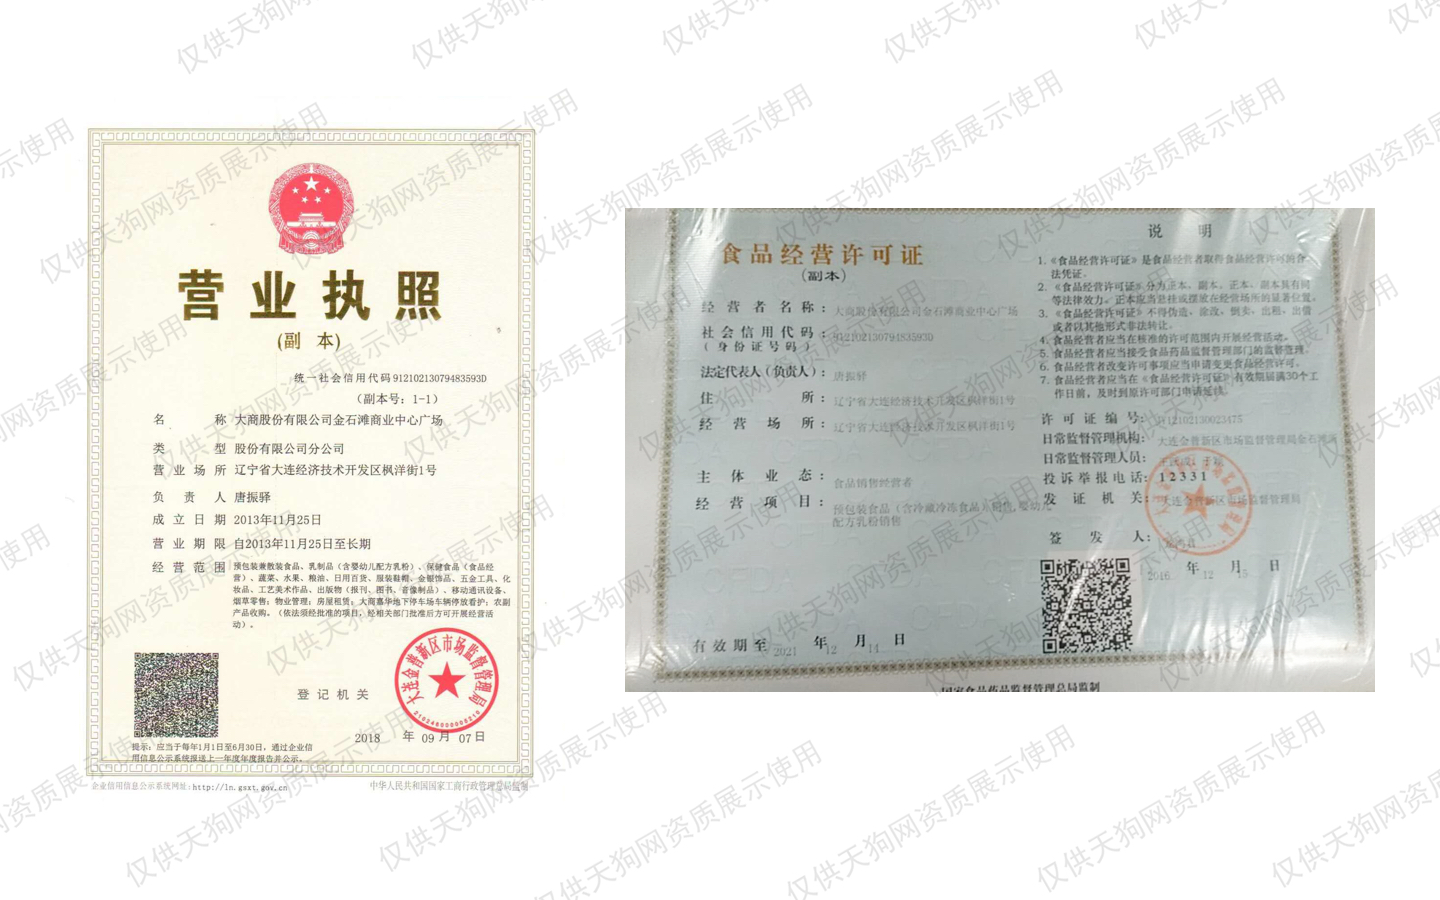 营业执照
(副 本)
统一社会信用代码91210213079483593D
(副本号: 1-1)
名称 大商股份有限公司金石滩商业中心广场
类型 股份有限公司分公司
营业场所 辽宁省大连经济技术开发区枫洋街1号
负责人 唐振驿
成立日期 2013年11月25日
营业期限 自2013年11月25日至长期
经营范围 预包装兼散装食品、乳制品（含婴幼儿配方乳粉）、保健食品（食品经
营）、蔬菜、水果、粮油、日用百货、服装鞋帽、金银饰品、五金工具、化
妆品、工艺美术作品、出版物（报刊、图书、音像制品）、移动通讯设备、
烟草零售；物业管理；房屋租赁；大商嘉华地下停车场车辆停放看护；农副
产品收购。（依法须经批准的项目，经相关部门批准后方可开展经营活
动）。
登记机关
大连金普新区市场监督管理局
2018 年 09 月 07 日
提示：应当于每年1月1日至6月30日，通过企业信
用信息公示系统报送上一年度年度报告并公示。
企业信用信息公示系统网址: http://ln.gsxt.gov.cn
中华人民共和国国家工商行政管理总局监制
食品经营许可证
(副本)
经营者名称: 大商股份有限公司金石滩商业中心广场
社会信用代码: 91210213079483593D
(身份证号码)
法定代表人(负责人): 唐振驿
住所: 辽宁省大连经济技术开发区枫洋街1号
经营场所: 辽宁省大连经济技术开发区枫洋街1号
主体业态: 食品销售经营者
经营项目: 预包装食品（含冷藏冷冻食品）销售,婴幼儿
配方乳粉销售
有效期至 2021 年 12 月 14 日
说 明
1. 《食品经营许可证》是食品经营者取得食品经营许可的合
法凭证。
2. 《食品经营许可证》分为正本、副本。正本、副本具有同
等法律效力。正本应当悬挂或摆放在经营场所的显著位置。
3. 《食品经营许可证》不得伪造、涂改、倒卖、出租、出借
或者以其他形式非法转让。
4. 食品经营者应当在核准的许可范围内开展经营活动。
5. 食品经营者应当接受食品药品监督管理部门的监督管理。
6. 食品经营者改变许可事项应当申请变更食品经营许可。
7. 食品经营者应当在《食品经营许可证》有效期届满30个工
作日前，及时到原许可部门申请延续。
许可证编号: JY12102130023475
日常监督管理机构: 大连金普新区市场监督管理局金石滩
日常监督管理人员:
投诉举报电话: 12331
发证机关: 大连金普新区市场监督管理局
签发人:
2016 年 12 月 15 日
国家食品药品监督管理总局监制
仅供天狗网资质展示使用